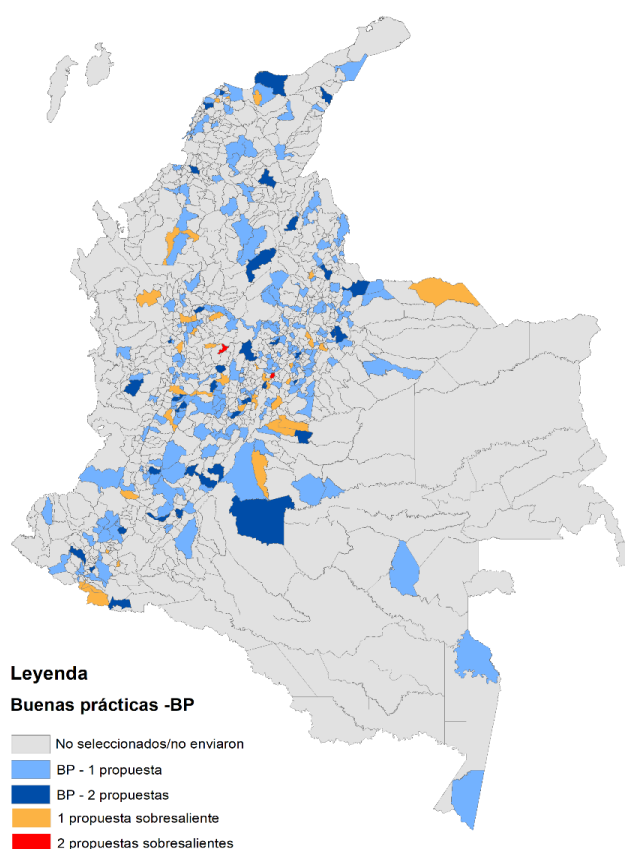 Leyenda
Buenas prácticas -BP
No seleccionados/no enviaron
BP - 1 propuesta
BP - 2 propuestas
1 propuesta sobresaliente
2 propuestas sobresalientes